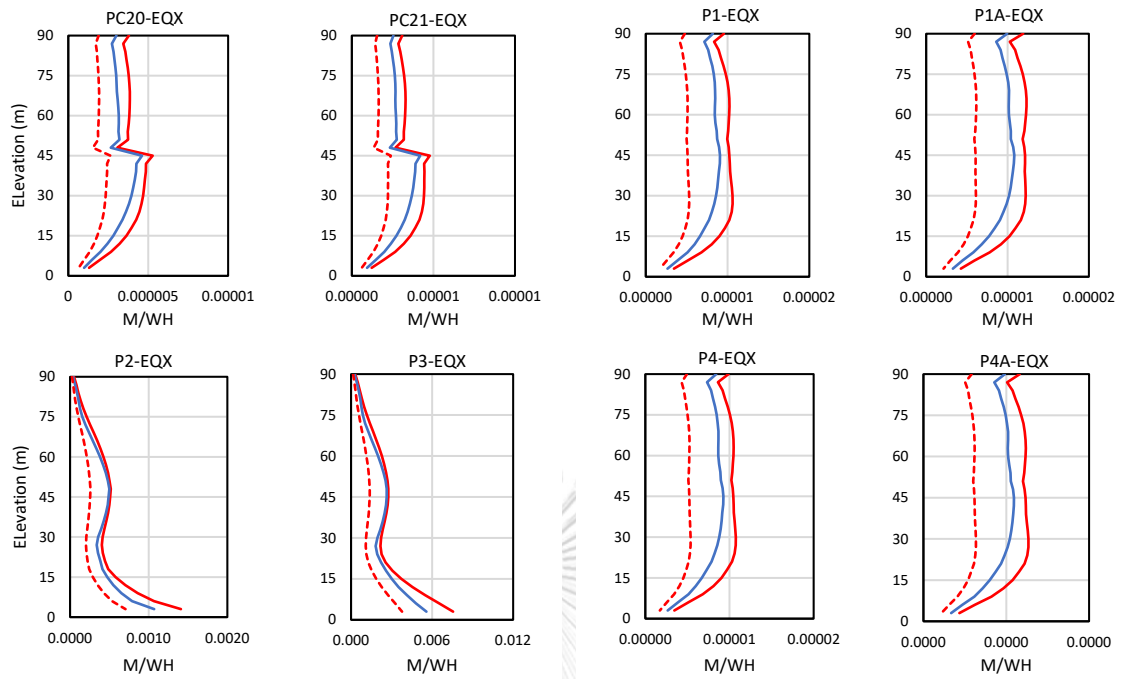 PC20-EQX
90
75
60
45
30
15
0
ELevation (m)
0 0.000005 0.00001
M/WH
PC21-EQX
90
75
60
45
30
15
0
0.00000 0.00001 0.00001
M/WH
P1-EQX
90
75
60
45
30
15
0
0.00000 0.00001 0.00002
M/WH
P1A-EQX
90
75
60
45
30
15
0
0.00000 0.00001 0.00002
M/WH
P2-EQX
90
75
60
45
30
15
0
ELevation (m)
0.0000 0.0010 0.0020
M/WH
P3-EQX
90
75
60
45
30
15
0
0.000 0.006 0.012
M/WH
P4-EQX
90
75
60
45
30
15
0
0.00000 0.00001 0.00002
M/WH
P4A-EQX
90
75
60
45
30
15
0
0.00000 0.00000 0.00000
M/WH